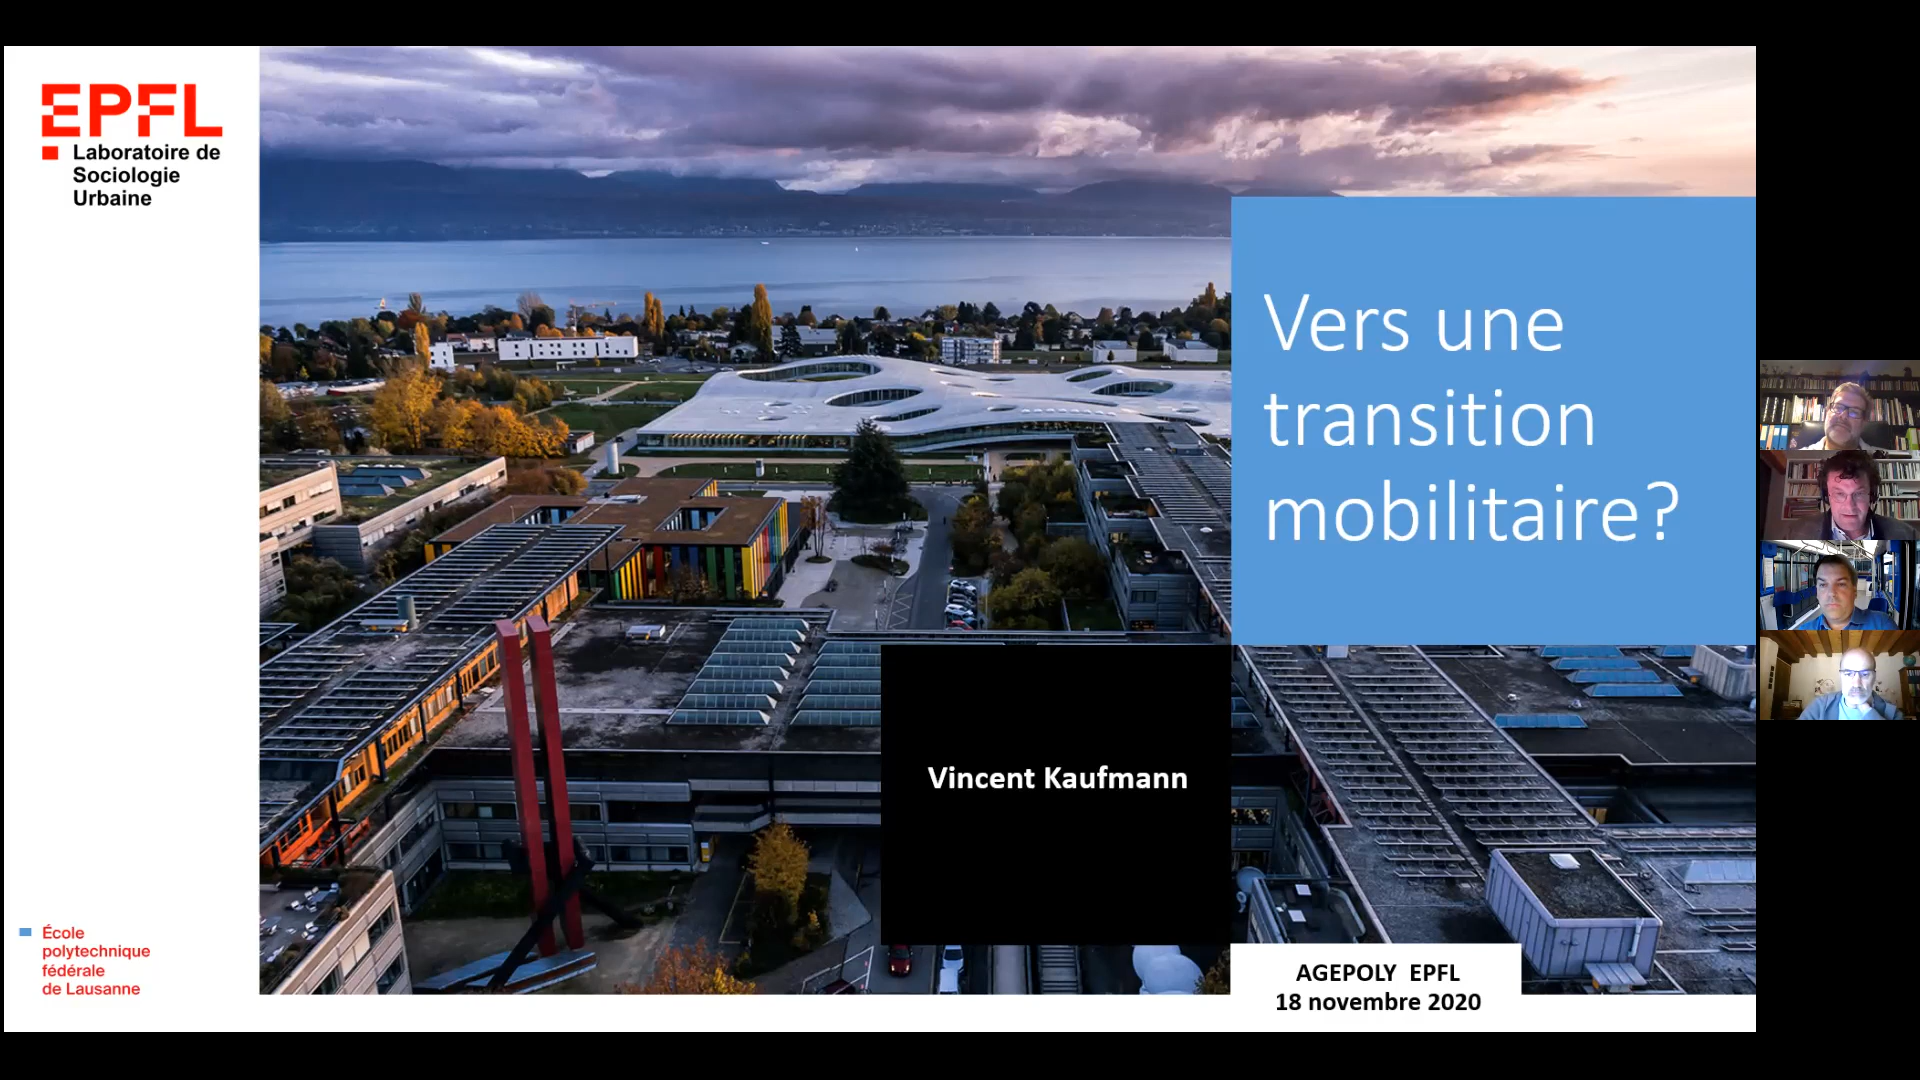 EPFL
Laboratoire de
Sociologie
Urbaine
Vers une
transition
mobilitaire?
Vincent Kaufmann
École
polytechnique
fédérale
de Lausanne
AGEPOLY EPFL
18 novembre 2020